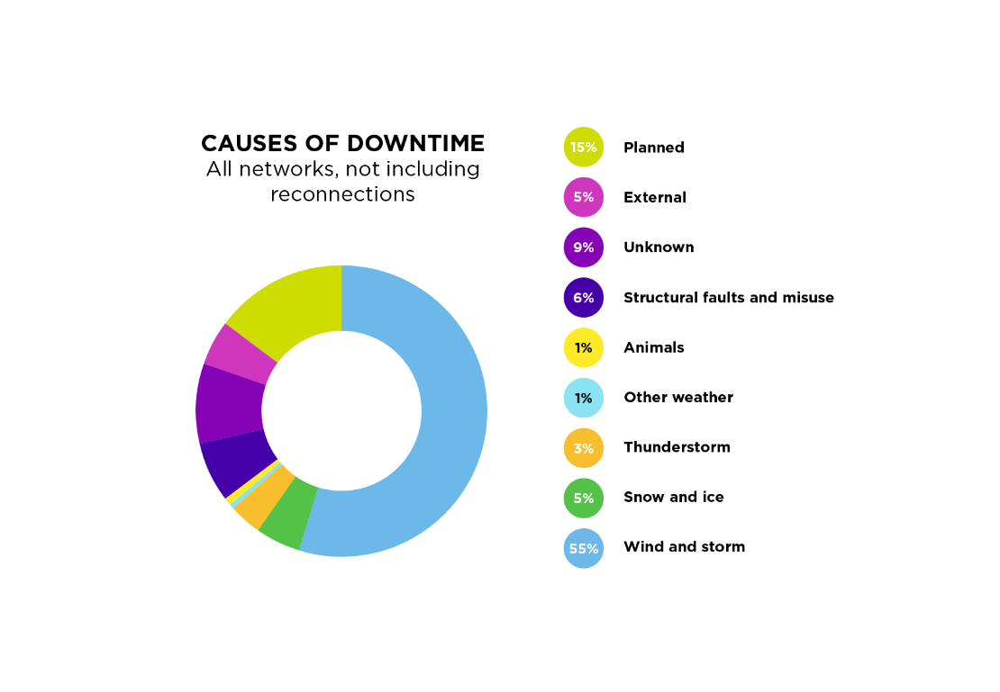 CAUSES OF DOWNTIME
All networks, not including
reconnections
15% Planned
5% External
9% Unknown
6% Structural faults and misuse
1% Animals
1% Other weather
3% Thunderstorm
5% Snow and ice
55% Wind and storm